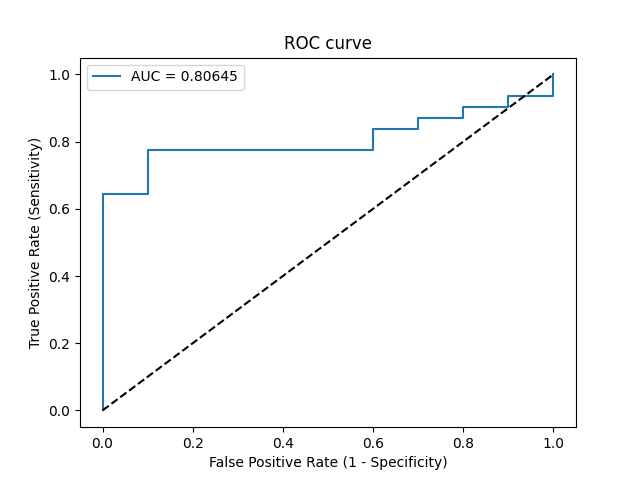 ROC curve
AUC = 0.80645
True Positive Rate (Sensitivity)
1.0
0.8
0.6
0.4
0.2
0.0
0.0 0.2 0.4 0.6 0.8 1.0
False Positive Rate (1 - Specificity)